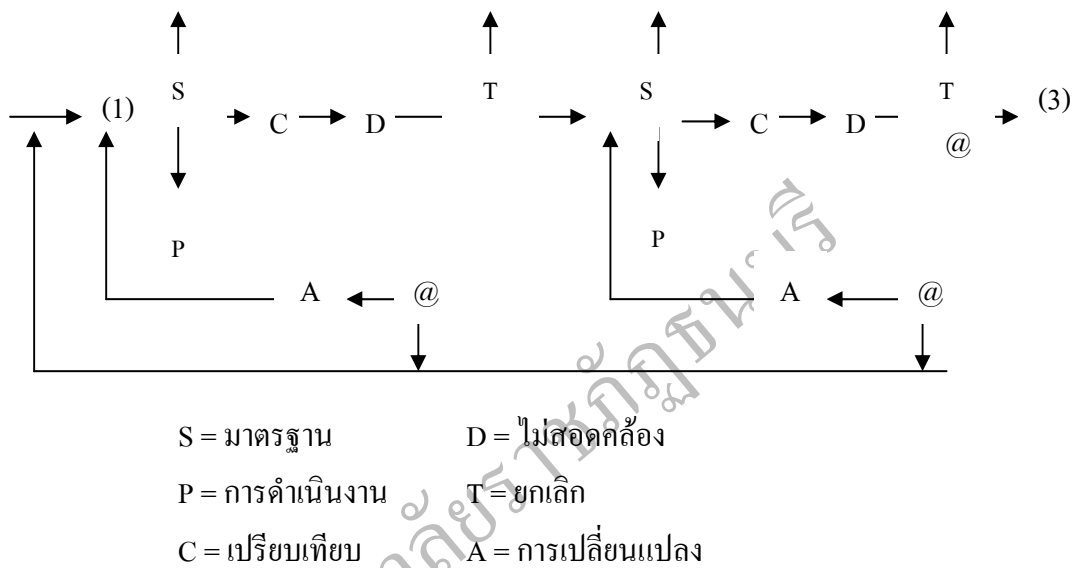 S T S T
(1) C D C D (3)
@
P P
A @ A @
S = มาตรฐาน D = ไม่สอดคล้อง
P = การดำเนินงาน T = ยกเลิก
C = เปรียบเทียบ A = การเปลี่ยนแปลง